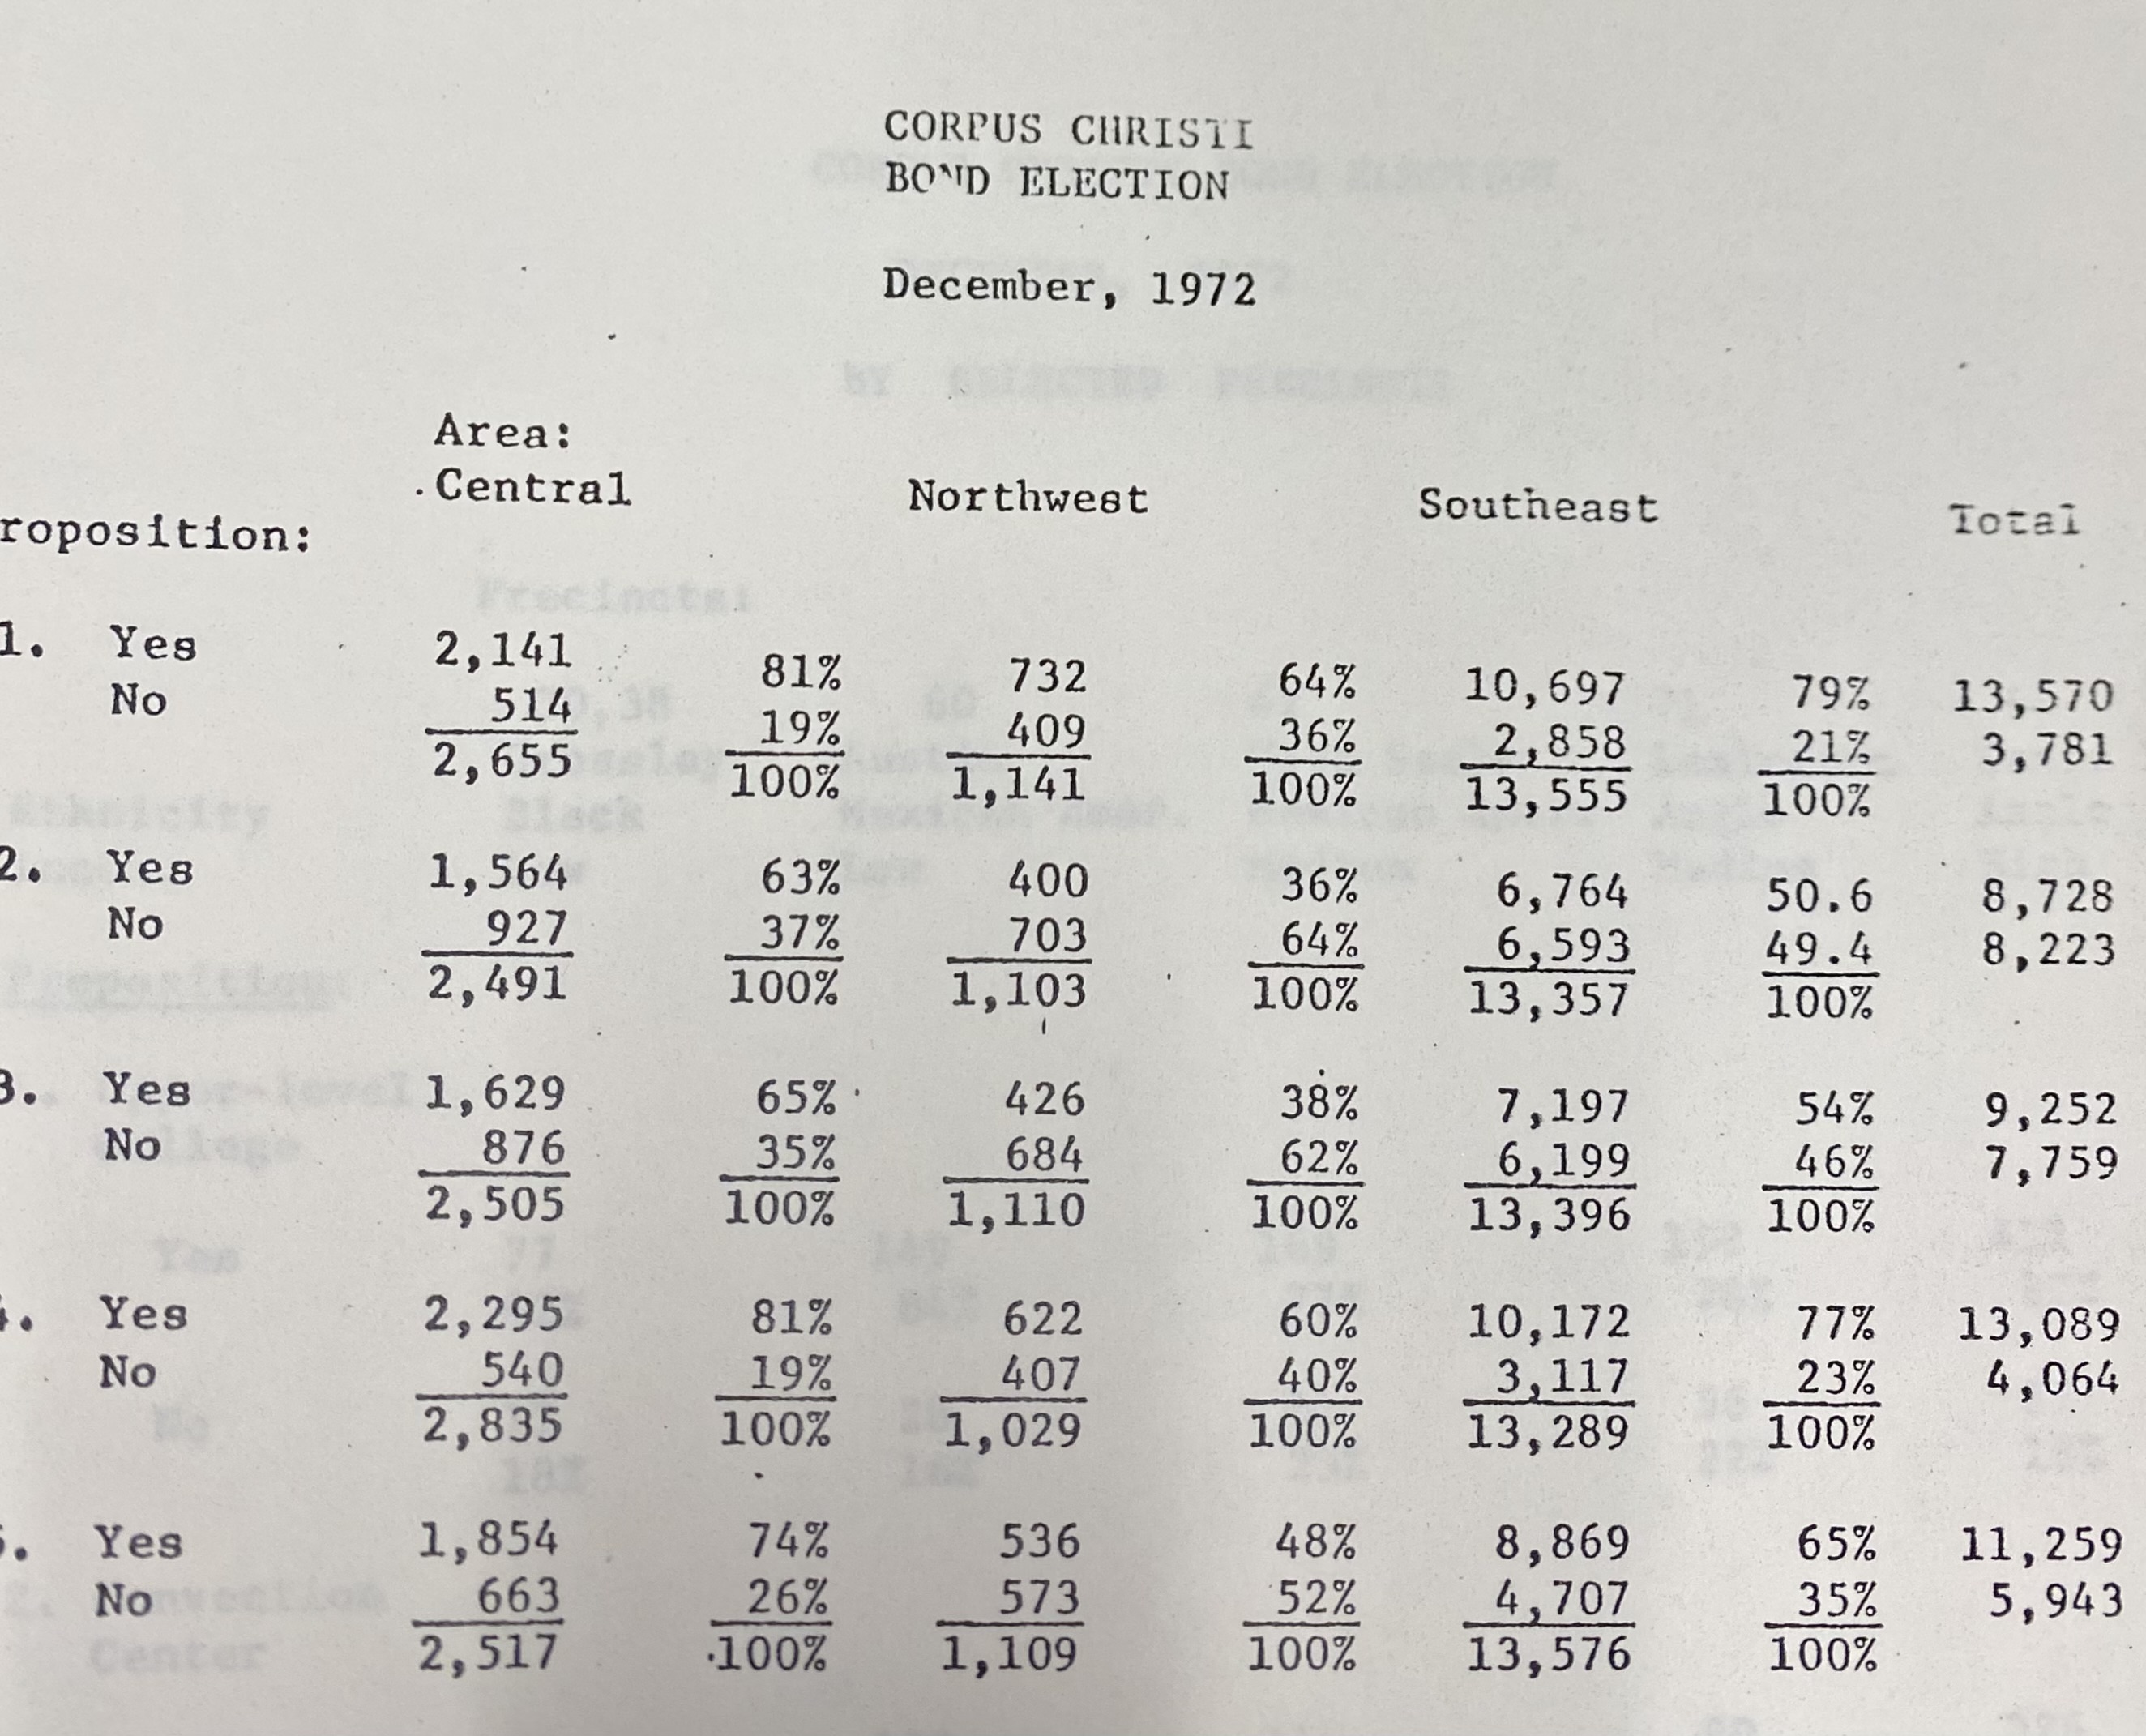 CORPUS CHRISTI
BOND ELECTION
December, 1972
Area:
Central Northwest Southeast Total
roposition:
1. Yes 2,141 81% 732 64% 10,697 79% 13,570
No 514 19% 409 36% 2,858 21% 3,781
2,655 100% 1,141 100% 13,555 100%
2. Yes 1,564 63% 400 36% 6,764 50.6 8,728
No 927 37% 703 64% 6,593 49.4 8,223
2,491 100% 1,103 100% 13,357 100%
3. Yes 1,629 65% 426 38% 7,197 54% 9,252
No 876 35% 684 62% 6,199 46% 7,759
2,505 100% 1,110 100% 13,396 100%
4. Yes 2,295 81% 622 60% 10,172 77% 13,089
No 540 19% 407 40% 3,117 23% 4,064
2,835 100% 1,029 100% 13,289 100%
5. Yes 1,854 74% 536 48% 8,869 65% 11,259
No 663 26% 573 52% 4,707 35% 5,943
2,517 100% 1,109 100% 13,576 100%